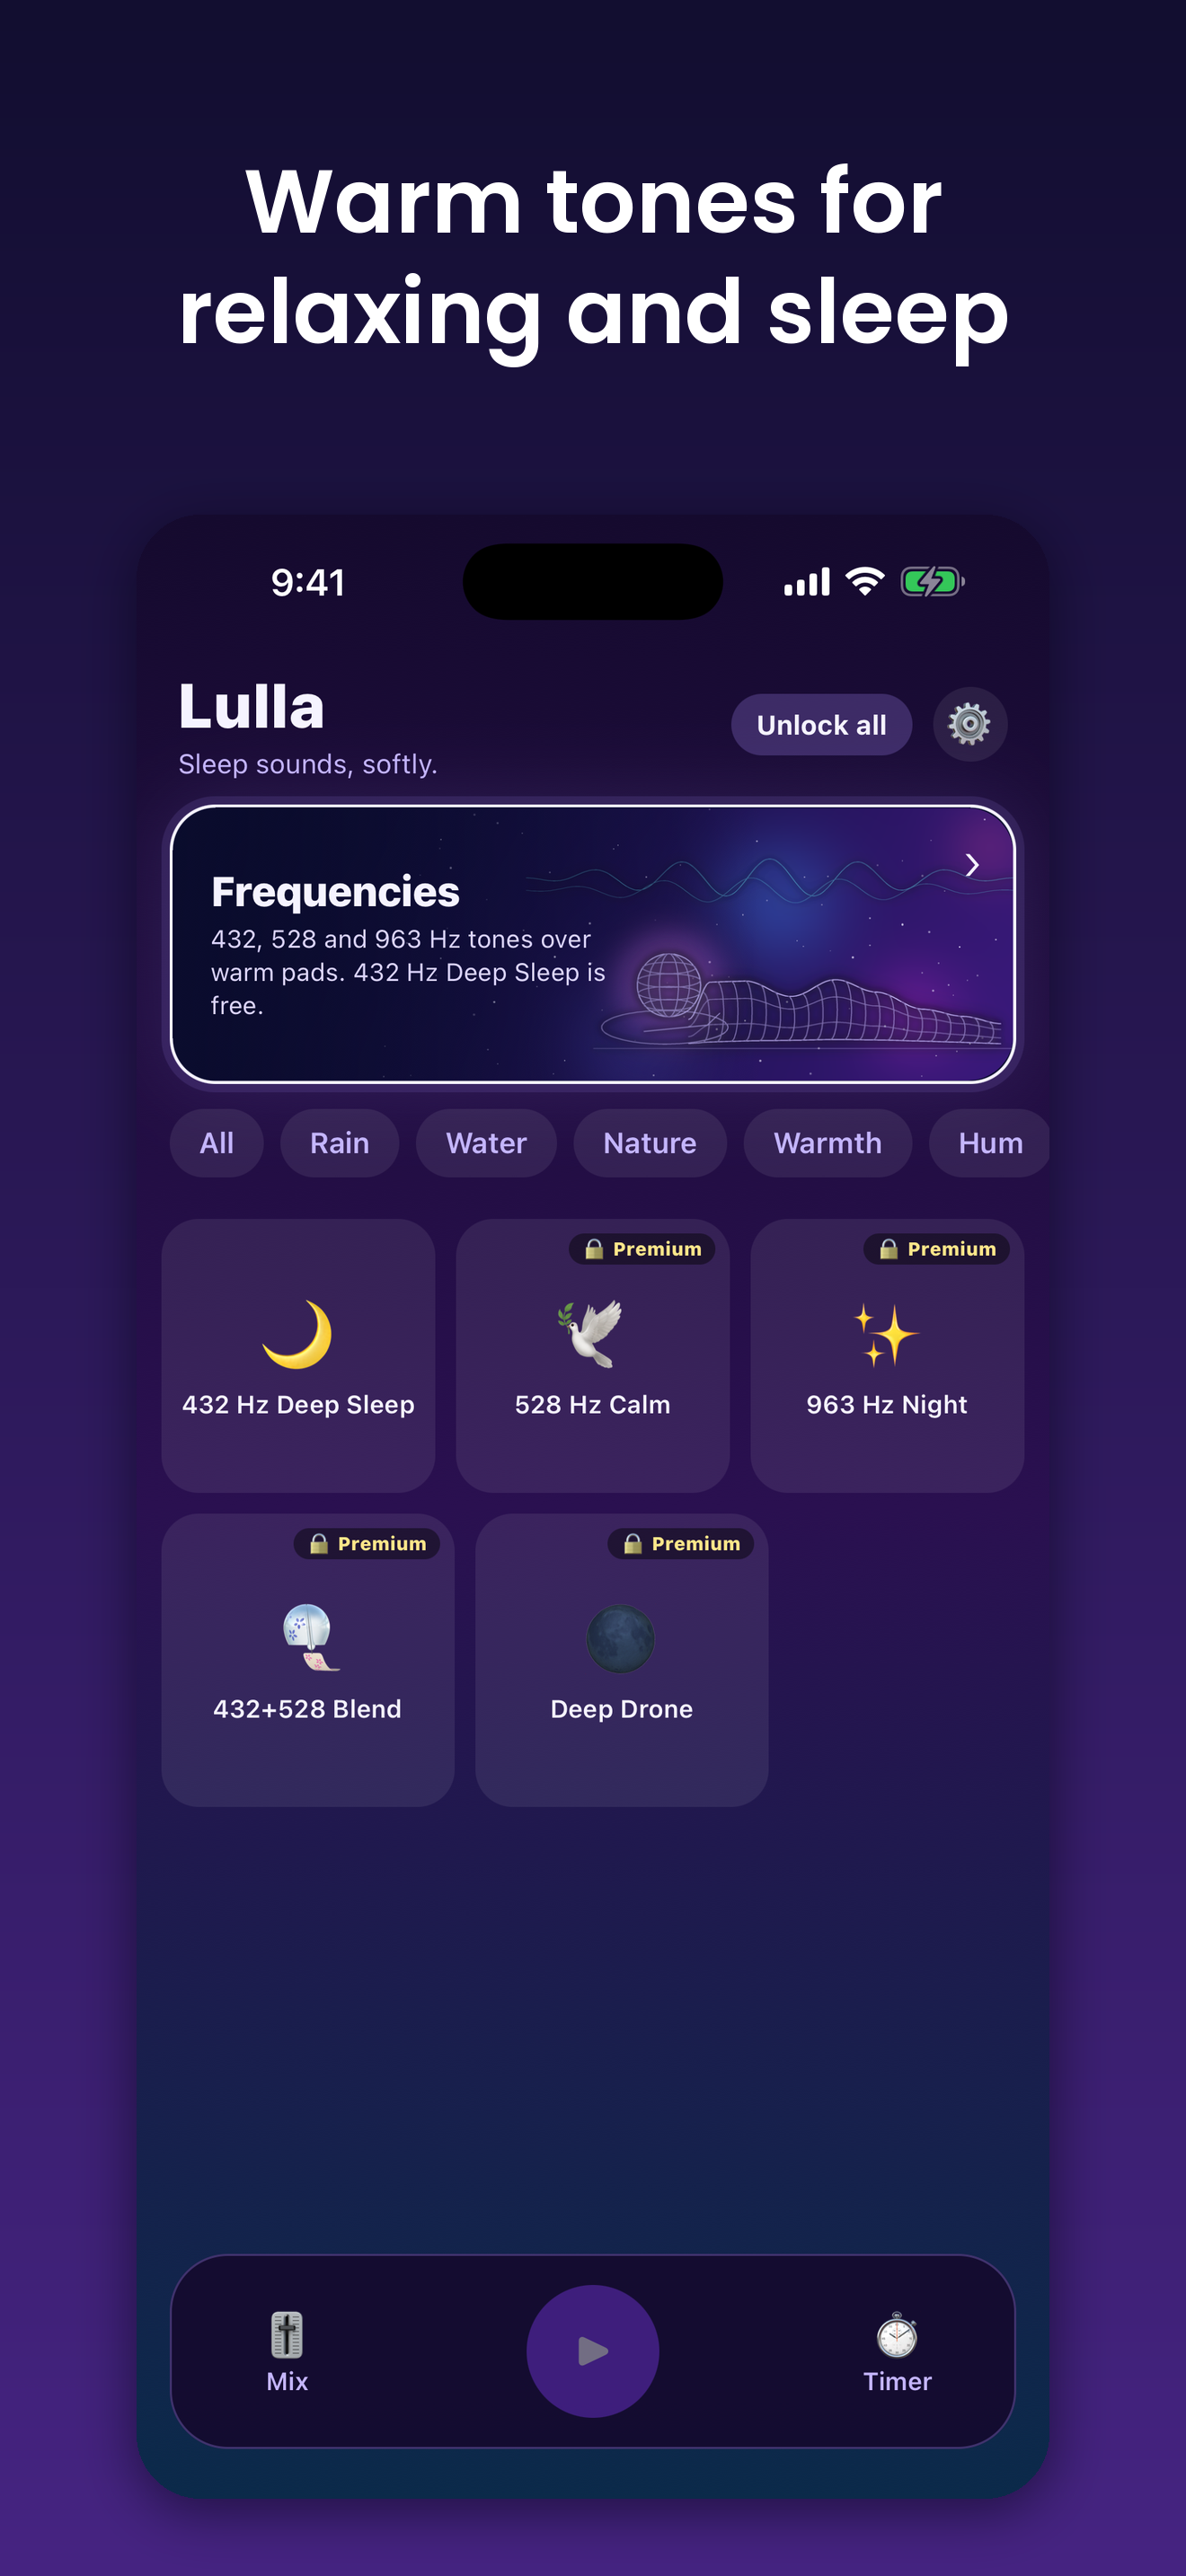 Warm tones for
relaxing and sleep
9:41
Lulla
Sleep sounds, softly.
Unlock all
Frequencies
432, 528 and 963 Hz tones over
warm pads. 432 Hz Deep Sleep is
free.
All
Rain
Water
Nature
Warmth
Hum
Premium
Premium
432 Hz Deep Sleep
528 Hz Calm
963 Hz Night
Premium
Premium
432+528 Blend
Deep Drone
Mix
Timer